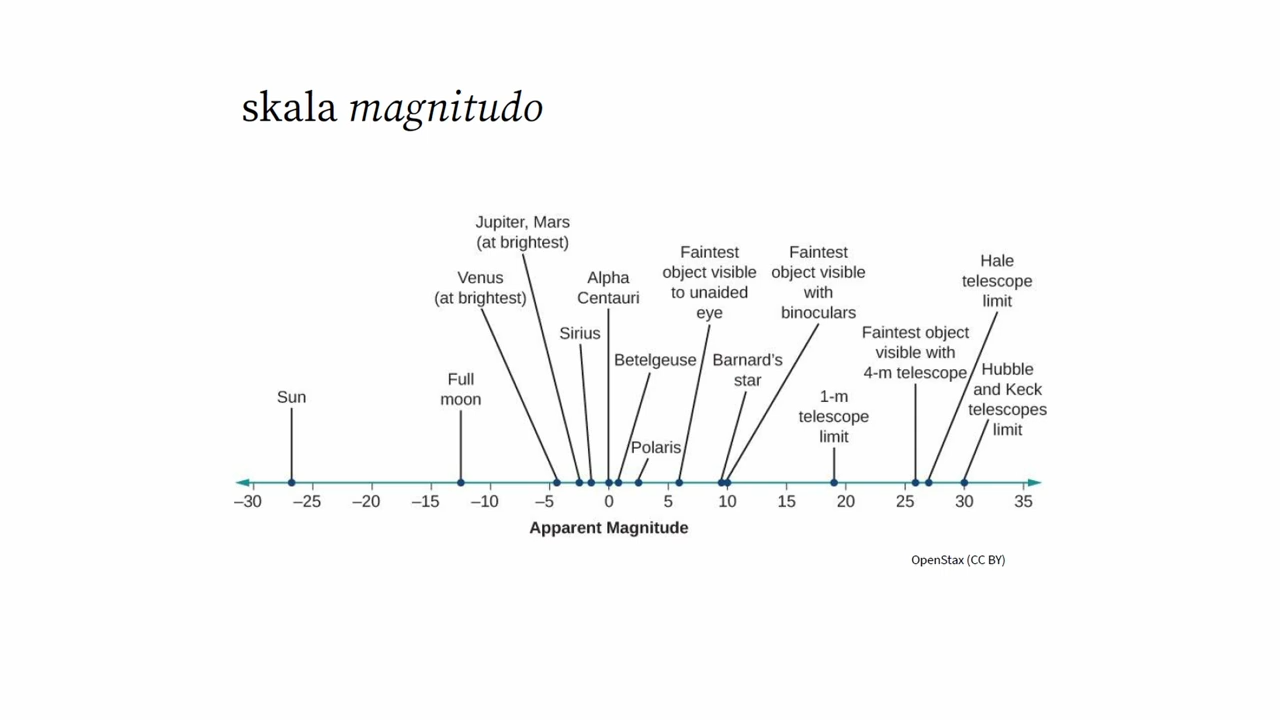 skala magnitudo
Jupiter, Mars
(at brightest)
Venus
(at brightest)
Alpha
Centauri
Sirius
Faintest
object visible
to unaided
eye
Faintest
object visible
with
binoculars
Hale
telescope
limit
Betelgeuse
Barnard's
star
Faintest object
visible with
4-m telescope
Hubble
and Keck
telescopes
limit
Sun
Full
moon
1-m
telescope
limit
Polaris
–30 –25 –20 –15 –10 –5 0 5 10 15 20 25 30 35
Apparent Magnitude
OpenStax (CC BY)